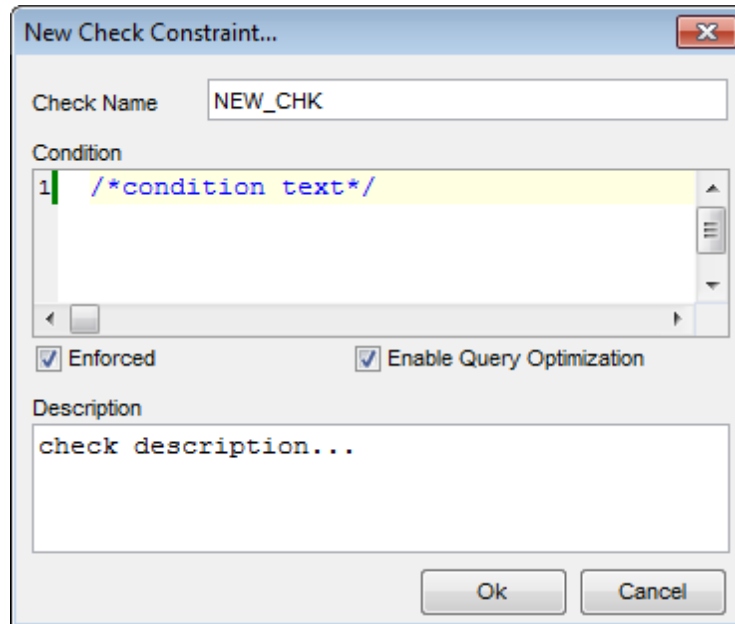 New Check Constraint...
Check Name NEW_CHK
Condition
1 /*condition text*/
Enforced Enable Query Optimization
Description
check description...
Ok Cancel